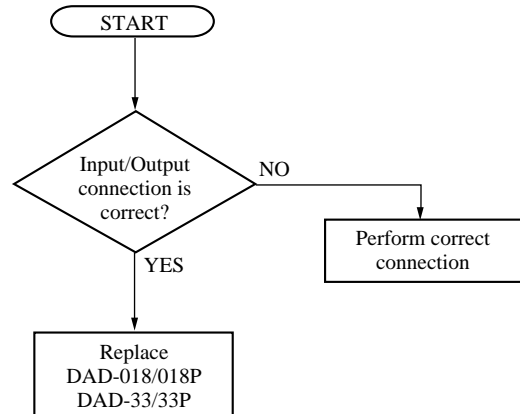 START
Input/Output
connection is
correct?
NO
Perform correct
connection
YES
Replace
DAD-018/018P
DAD-33/33P